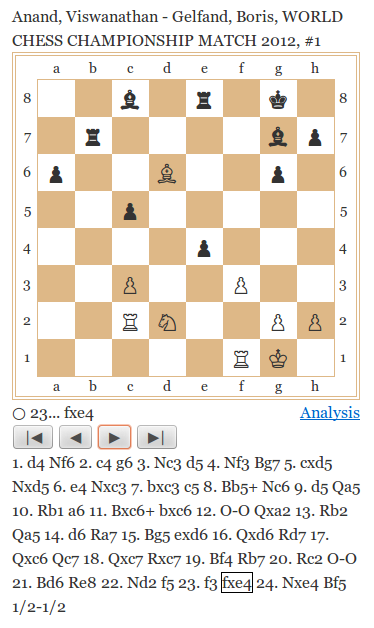 Anand, Viswanathan - Gelfand, Boris, WORLD
CHESS CHAMPIONSHIP MATCH 2012, #1
a b c d e f g h
8 8
7 7
6 6
5 5
4 4
3 3
2 2
1 1
a b c d e f g h
23... fxe4 Analysis
1. d4 Nf6 2. c4 g6 3. Nc3 d5 4. Nf3 Bg7 5. cxd5
Nxd5 6. e4 Nxc3 7. bxc3 c5 8. Bb5+ Nc6 9. d5 Qa5
10. Rb1 a6 11. Bxc6+ bxc6 12. O-O Qxa2 13. Rb2
Qa5 14. d6 Ra7 15. Bg5 exd6 16. Qxd6 Rd7 17.
Qxc6 Qc7 18. Qxc7 Rxc7 19. Bf4 Rb7 20. Rc2 O-O
21. Bd6 Re8 22. Nd2 f5 23. f3 fxe4 24. Nxe4 Bf5
1/2-1/2